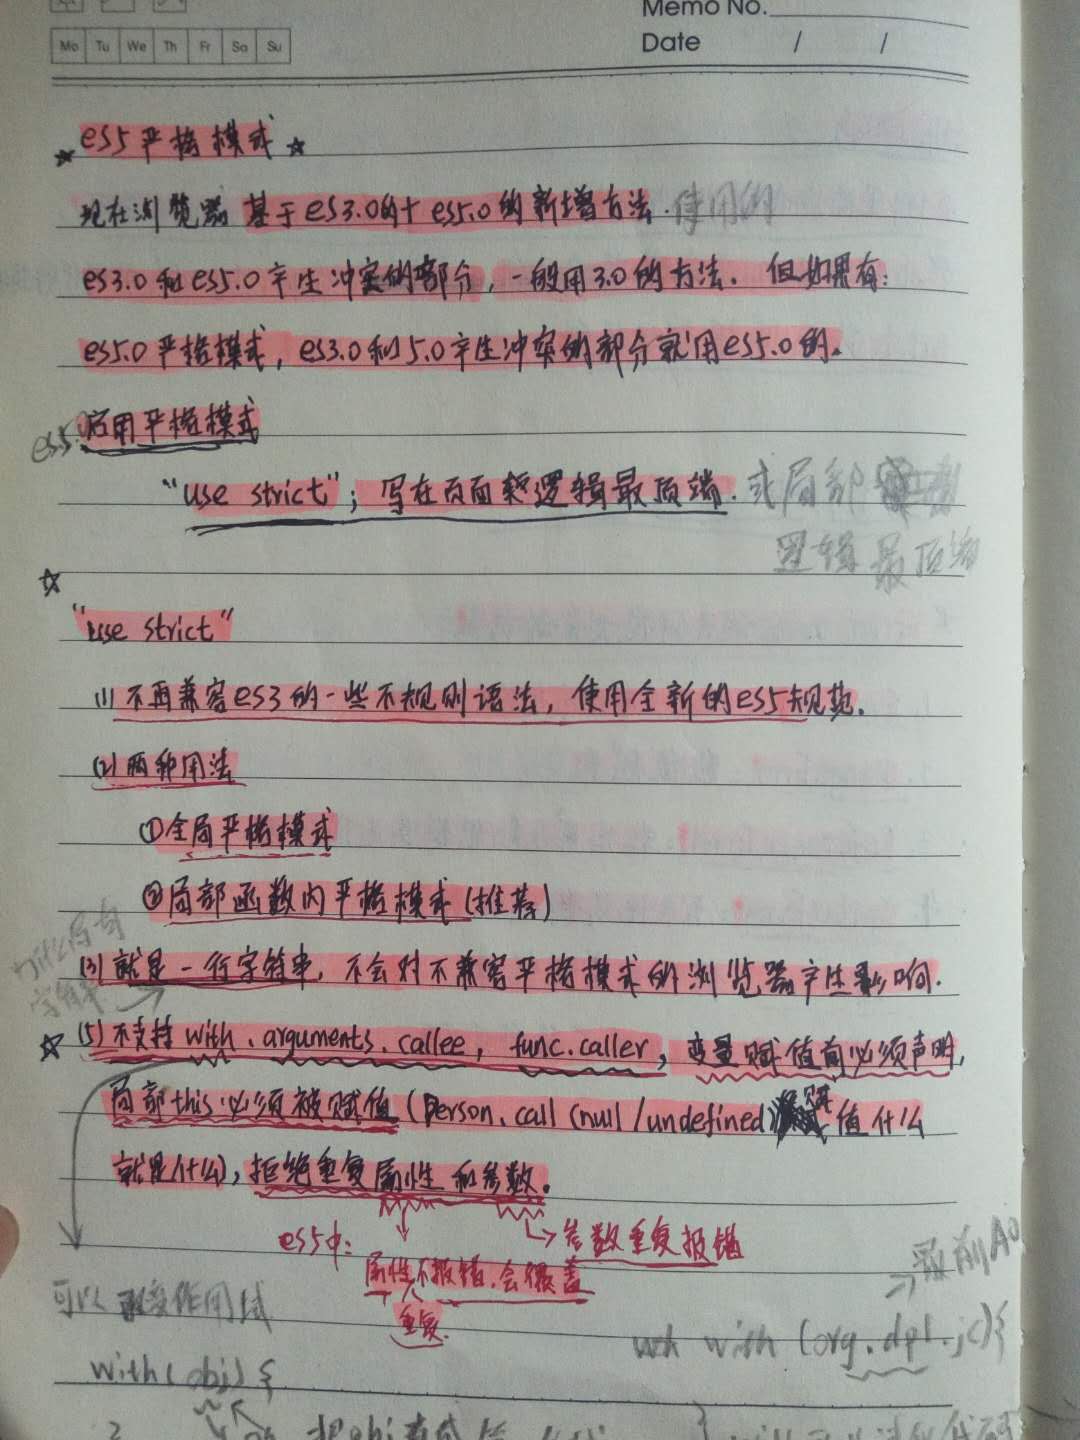 Memo No.
Mo Tu We Th Fr Sa Su
Date / /
es5严格模式
现在浏览器 基于es3.0的+es5.0的新增方法.使用的
es3.0和es5.0产生冲突的部分,一般用3.0的方法. 但如果有:
es5.0严格模式, es3.0和5.0产生冲突的部分就用es5.0的.
es5.0启用严格模式
"use strict"; 写在页面 逻辑最顶端. 或局部
逻辑最顶端
"use strict"
(1)不再兼容es3的一些不规则语法, 使用全新的es5规范.
(2)两种用法
①全局严格模式
②局部函数内严格模式(推荐)
为什么是
字符串
(3)就是一行字符串, 不会对不兼容严格模式的浏览器产生影响.
(5)不支持with, arguments.callee, func.caller, 变量赋值前必须声明,
局部this必须被赋值(Person.call(null/undefined)赋值什么
就是什么), 拒绝重复属性和参数.
es5中: 参数重复报错
属性不报错.会覆盖
重复.
可以 作用域
with(org.dpl.jc){
with(obj){